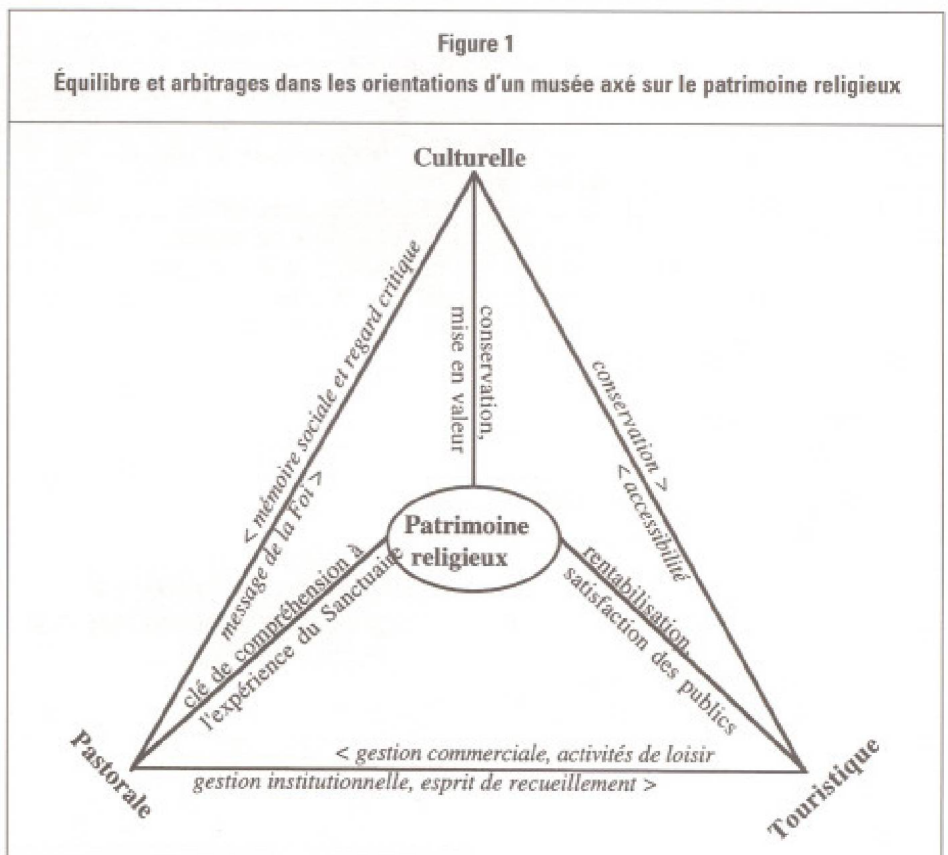 Figure 1
Équilibre et arbitrages dans les orientations d'un musée axé sur le patrimoine religieux
Culturelle
< mémoire sociale et regard critique
message de la Foi >
conservation,
mise en valeur
conservation >
< accessibilité
Patrimoine
religieux
clé de compréhension à
l'expérience du Sanctuaire
rentabilisation,
satisfaction des publics
Pastorale
< gestion commerciale, activités de loisir
gestion institutionnelle, esprit de recueillement >
Touristique